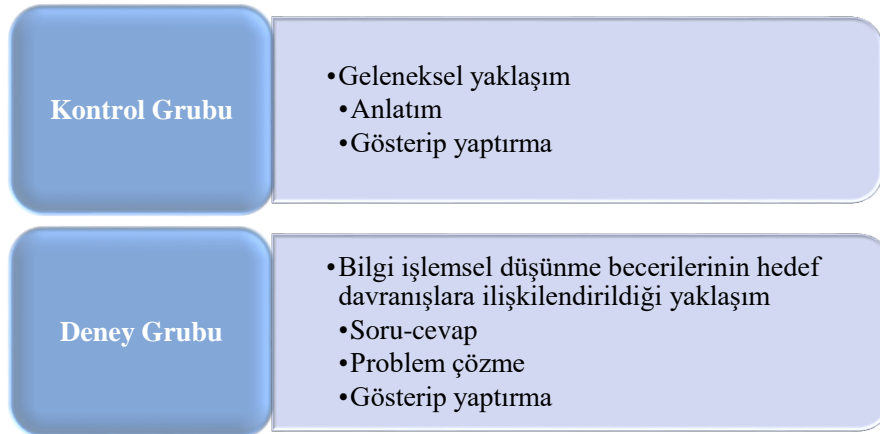 Kontrol Grubu
•Geleneksel yaklaşım
•Anlatım
•Gösterip yaptırma
Deney Grubu
•Bilgi işlemsel düşünme becerilerinin hedef
davranışlara ilişkilendirildiği yaklaşım
•Soru-cevap
•Problem çözme
•Gösterip yaptırma